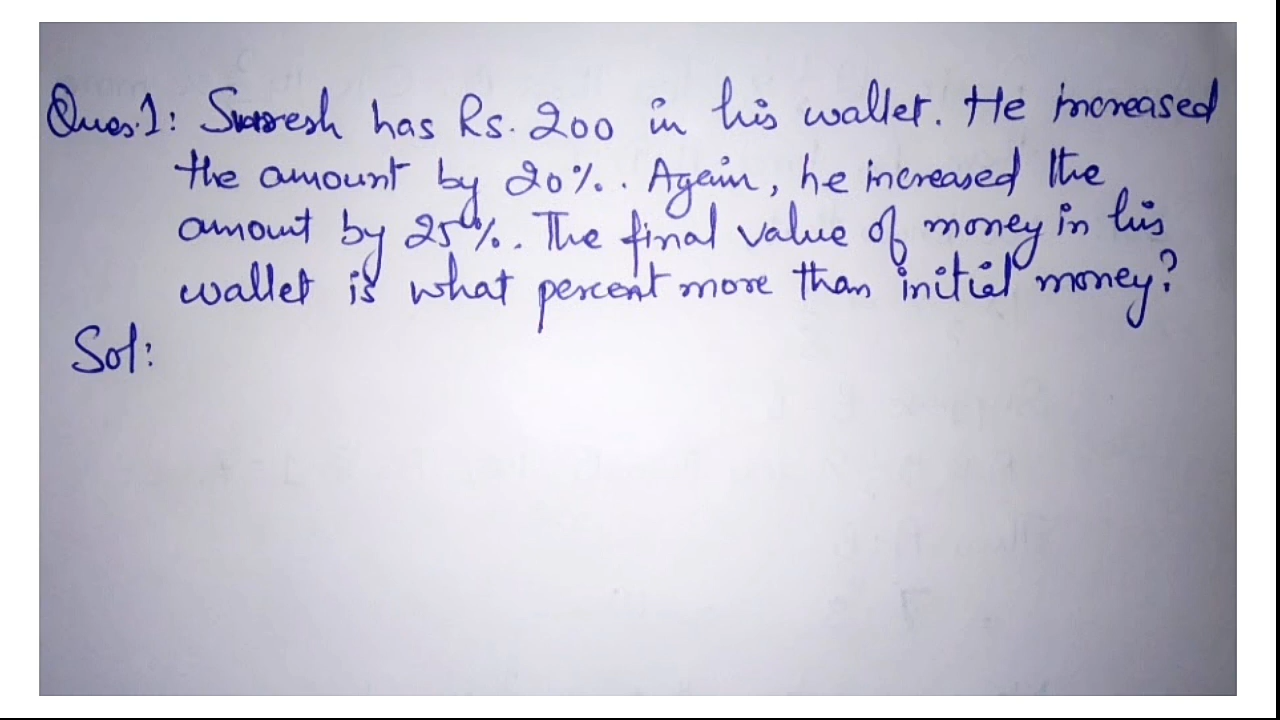 Ques.1: Suresh has Rs. 200 in his wallet. He increased
the amount by 20%. Again, he increased the
amount by 25%. The final value of money in his
wallet is what percent more than initial money?
Sol: